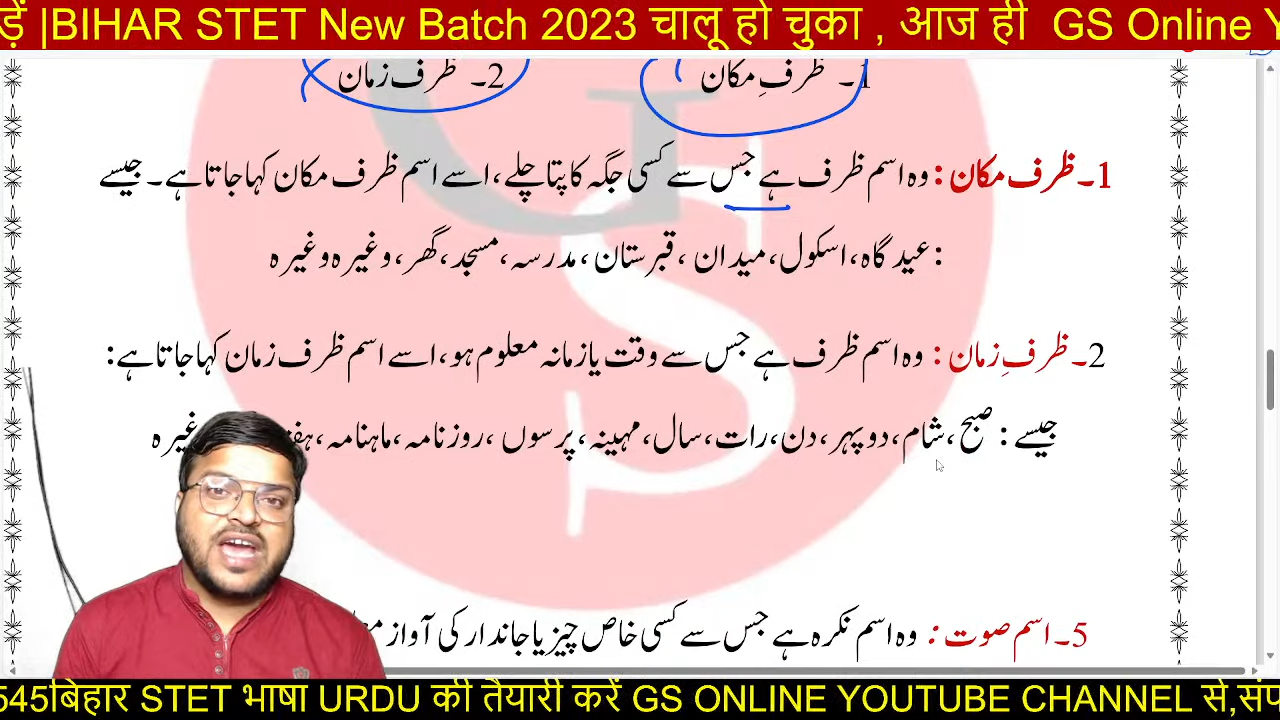 ड़ें |BIHAR STET New Batch 2023 चालू हो चुका , आज ही GS Online Y
1۔ ظرفِ مکان 2۔ ظرف زمان
1۔ظرف مکان : وہ اسم ظرف ہے جس سے کسی جگہ کا پتا چلے، اسے اسم ظرف مکان کہا جاتا ہے۔ جیسے
: عید گاہ، اسکول، میدان، قبرستان، مدرسہ، مسجد، گھر، وغیرہ وغیرہ
2۔ ظرفِ زمان : وہ اسم ظرف ہے جس سے وقت یا زمانہ معلوم ہو، اسے اسم ظرف زمان کہا جاتا ہے:
جیسے : صبح، شام، دوپہر، دن، رات، سال، مہینہ، پرسوں، روزنامہ، ماہنامہ،
5۔ اسم صوت : وہ اسم نکرہ ہے جس سے کسی خاص چیز یا جاندار کی آواز
545बिहार STET भाषा URDU की तैयारी करें GS ONLINE YOUTUBE CHANNEL से,संप